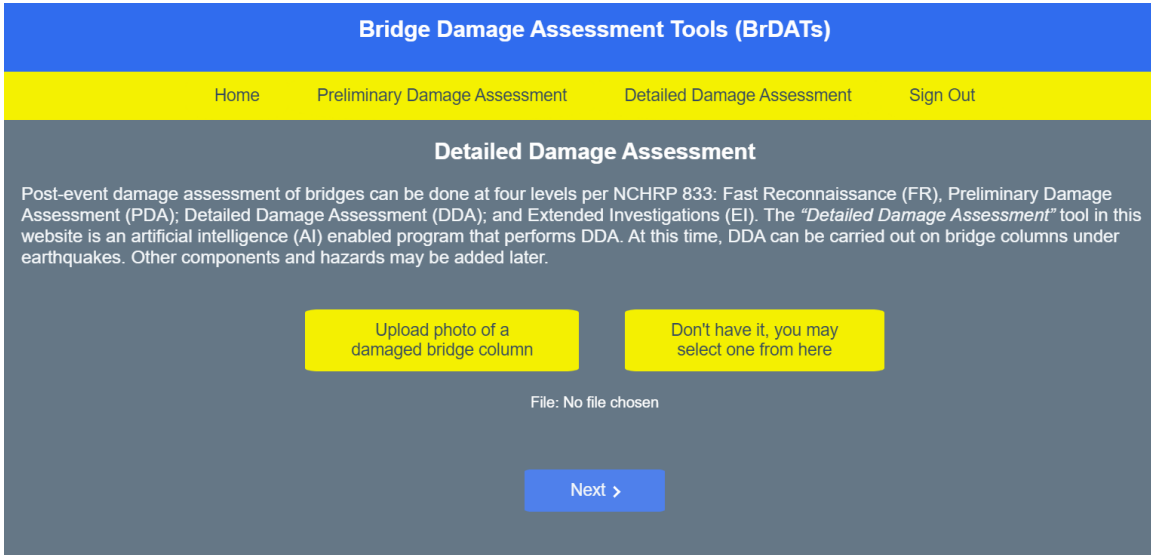 Bridge Damage Assessment Tools (BrDATs)
Home Preliminary Damage Assessment Detailed Damage Assessment Sign Out
Detailed Damage Assessment
Post-event damage assessment of bridges can be done at four levels per NCHRP 833: Fast Reconnaissance (FR), Preliminary Damage
Assessment (PDA); Detailed Damage Assessment (DDA); and Extended Investigations (EI). The “Detailed Damage Assessment” tool in this
website is an artificial intelligence (AI) enabled program that performs DDA. At this time, DDA can be carried out on bridge columns under
earthquakes. Other components and hazards may be added later.
Upload photo of a
damaged bridge column
Don't have it, you may
select one from here
File: No file chosen
Next >